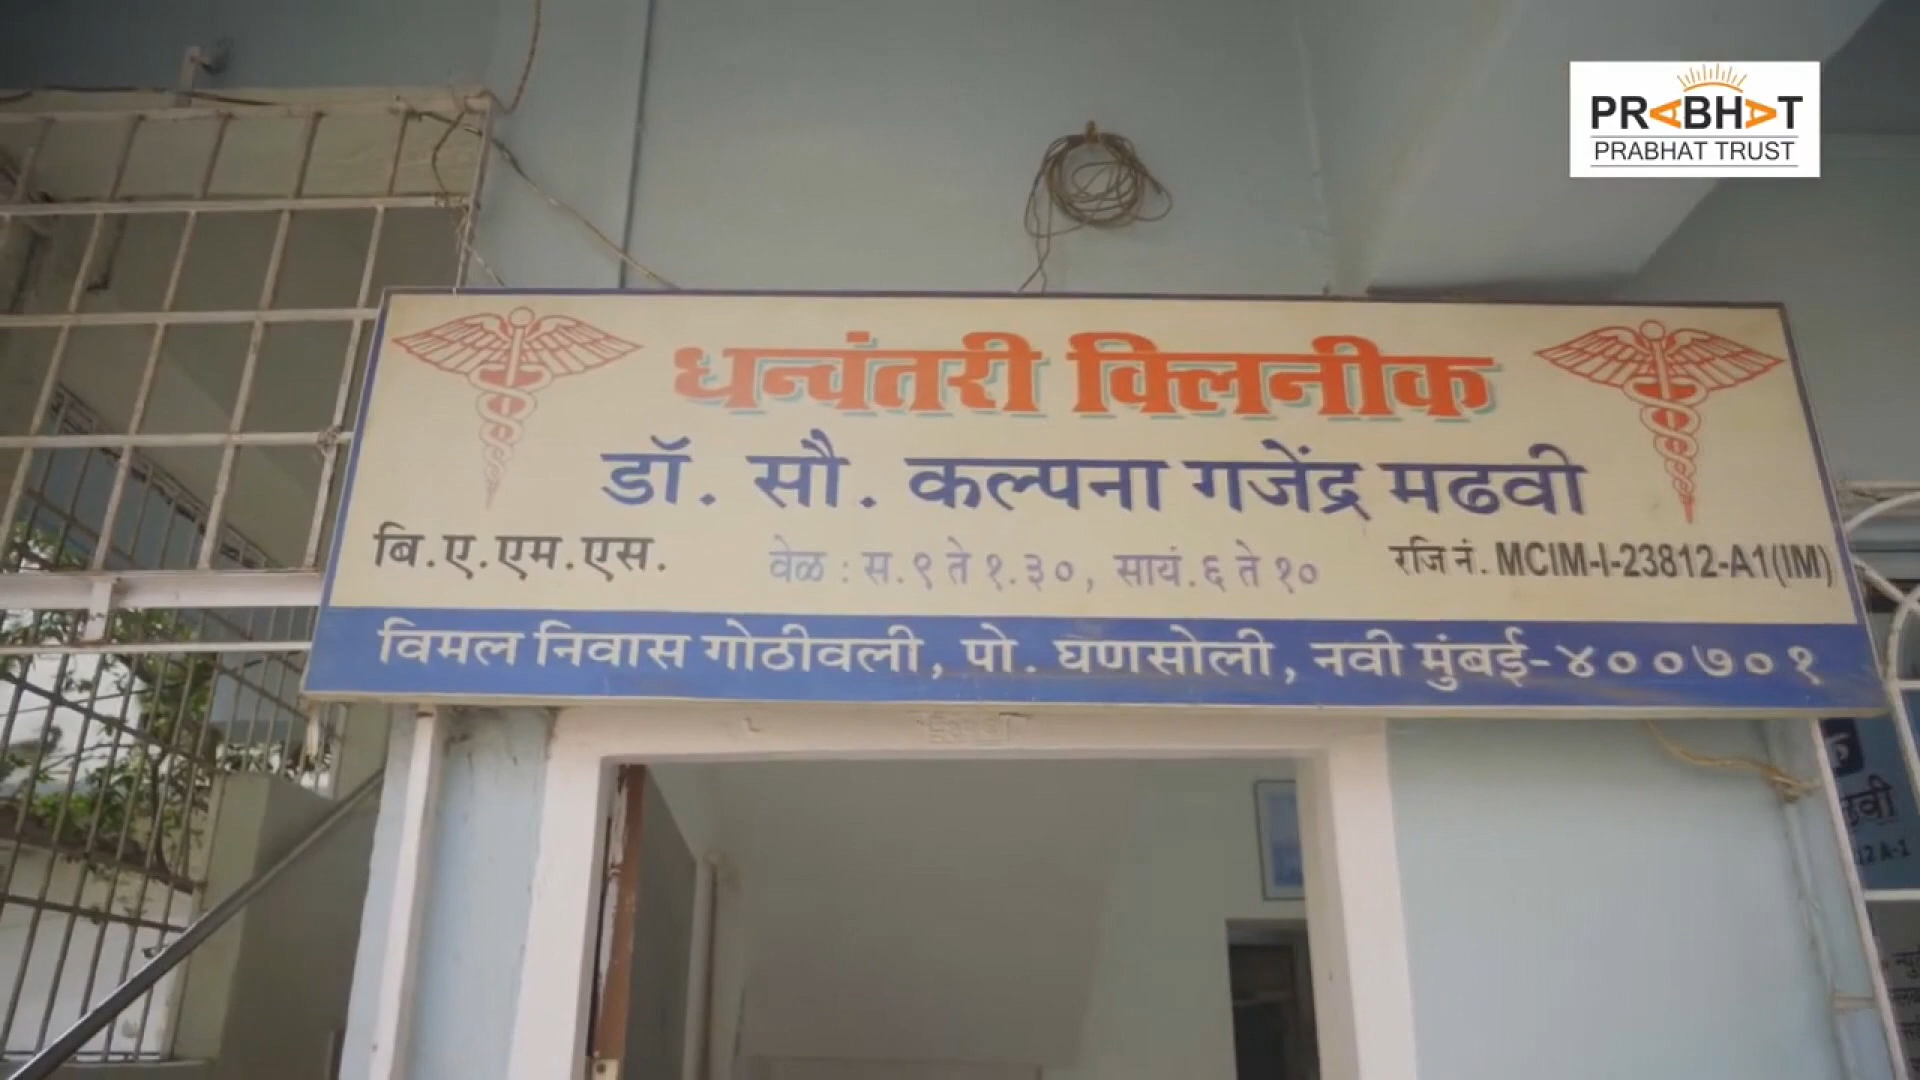 PRABHAT
PRABHAT TRUST
धन्वंतरी क्लिनीक
डॉ. सौ. कल्पना गजेंद्र मढवी
बि.ए.एम.एस.
वेळ : स.९ ते १.३०, सायं.६ ते १०
रजि नं. MCIM-I-23812-A1(IM)
विमल निवास गोठीवली, पो. घणसोली, नवी मुंबई-४००७०१